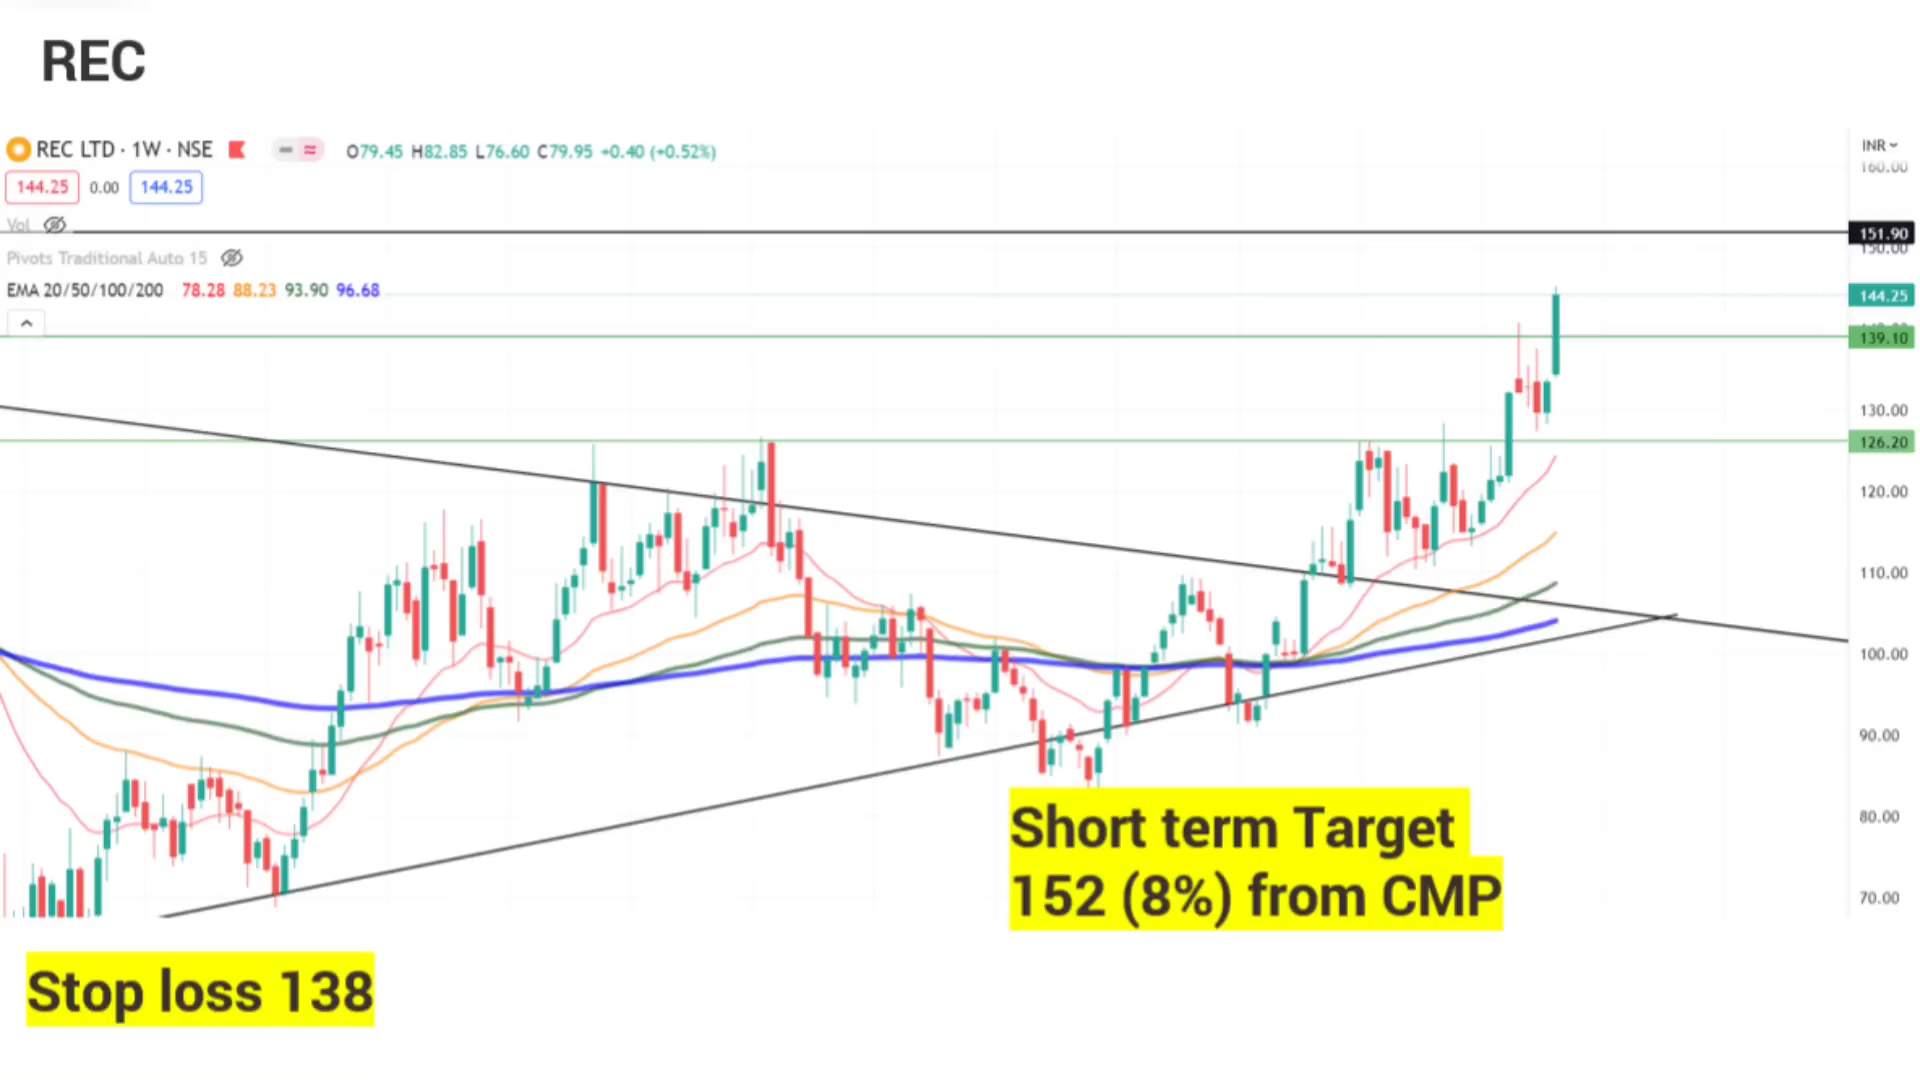 REC
REC LTD · 1W · NSE
O79.45 H82.85 L76.60 C79.95 +0.40 (+0.52%)
INR
160.00
144.25 0.00 144.25
Vol
151.90
150.00
Pivots Traditional Auto 15
EMA 20/50/100/200 78.28 88.23 93.90 96.68
144.25
139.10
130.00
126.20
120.00
110.00
100.00
90.00
80.00
70.00
Short term Target
152 (8%) from CMP
Stop loss 138